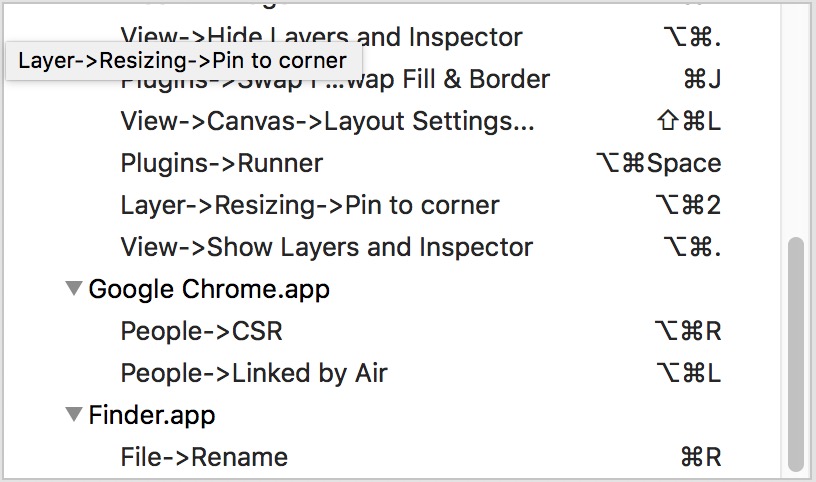 View->Hide Layers and Inspector ⌥⌘.
Layer->Resizing->Pin to corner
Plugins->Swap F...wap Fill & Border ⌘J
View->Canvas->Layout Settings... ⇧⌘L
Plugins->Runner ⌥⌘Space
Layer->Resizing->Pin to corner ⌥⌘2
View->Show Layers and Inspector ⌥⌘.
Google Chrome.app
People->CSR ⌥⌘R
People->Linked by Air ⌥⌘L
Finder.app
File->Rename ⌘R